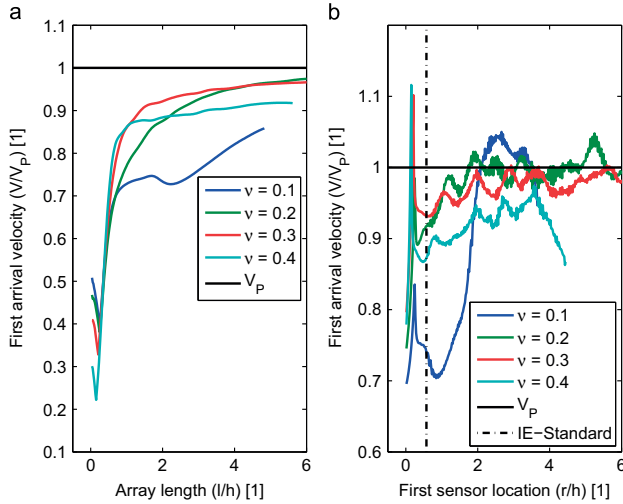 a
First arrival velocity (V/V_P) [1]
1.1
1
0.9
0.8
0.7
0.6
0.5
0.4
0.3
0.2
0.1
ν = 0.1
ν = 0.2
ν = 0.3
ν = 0.4
V_P
0 2 4 6
Array length (l/h) [1]
b
First arrival velocity (V/V_P) [1]
1.1
1
0.9
0.8
0.7
0.6
ν = 0.1
ν = 0.2
ν = 0.3
ν = 0.4
V_P
IE−Standard
0 2 4 6
First sensor location (r/h) [1]